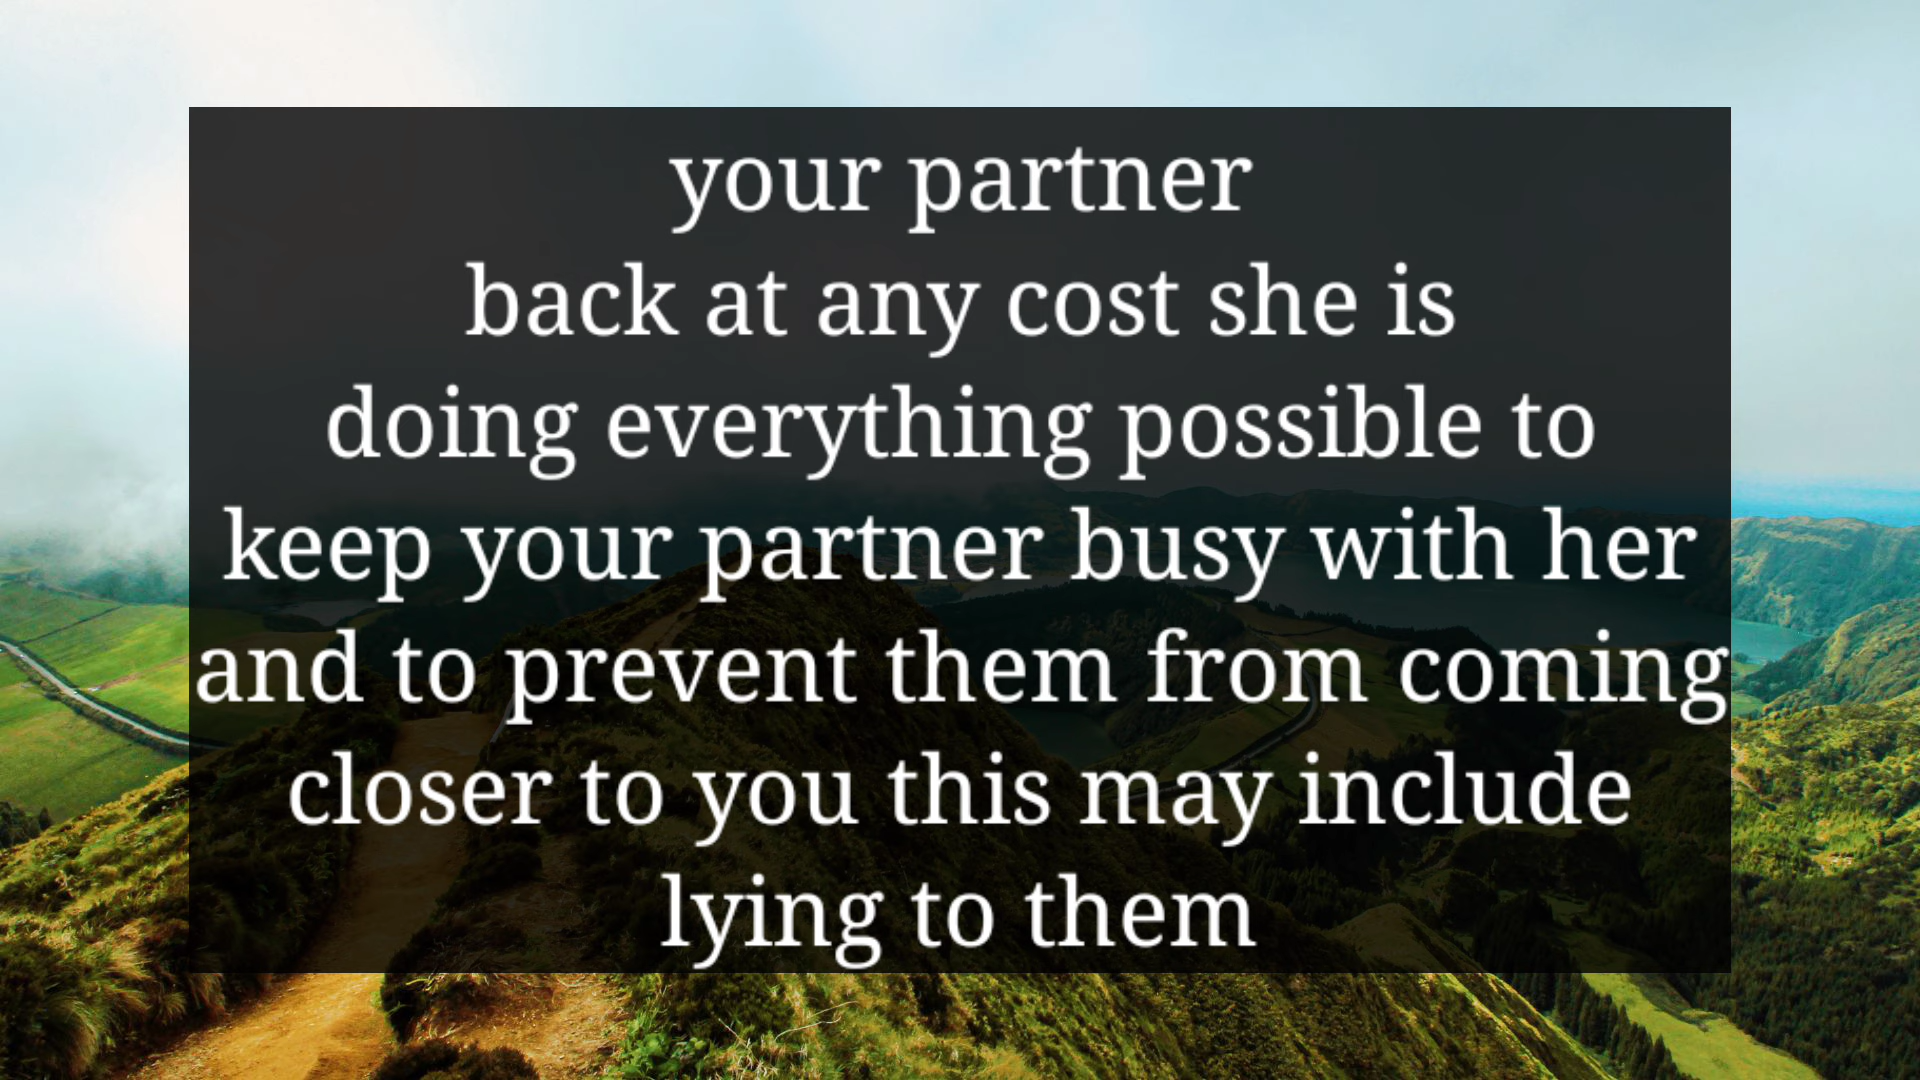 your partner
back at any cost she is
doing everything possible to
keep your partner busy with her
and to prevent them from coming
closer to you this may include
lying to them